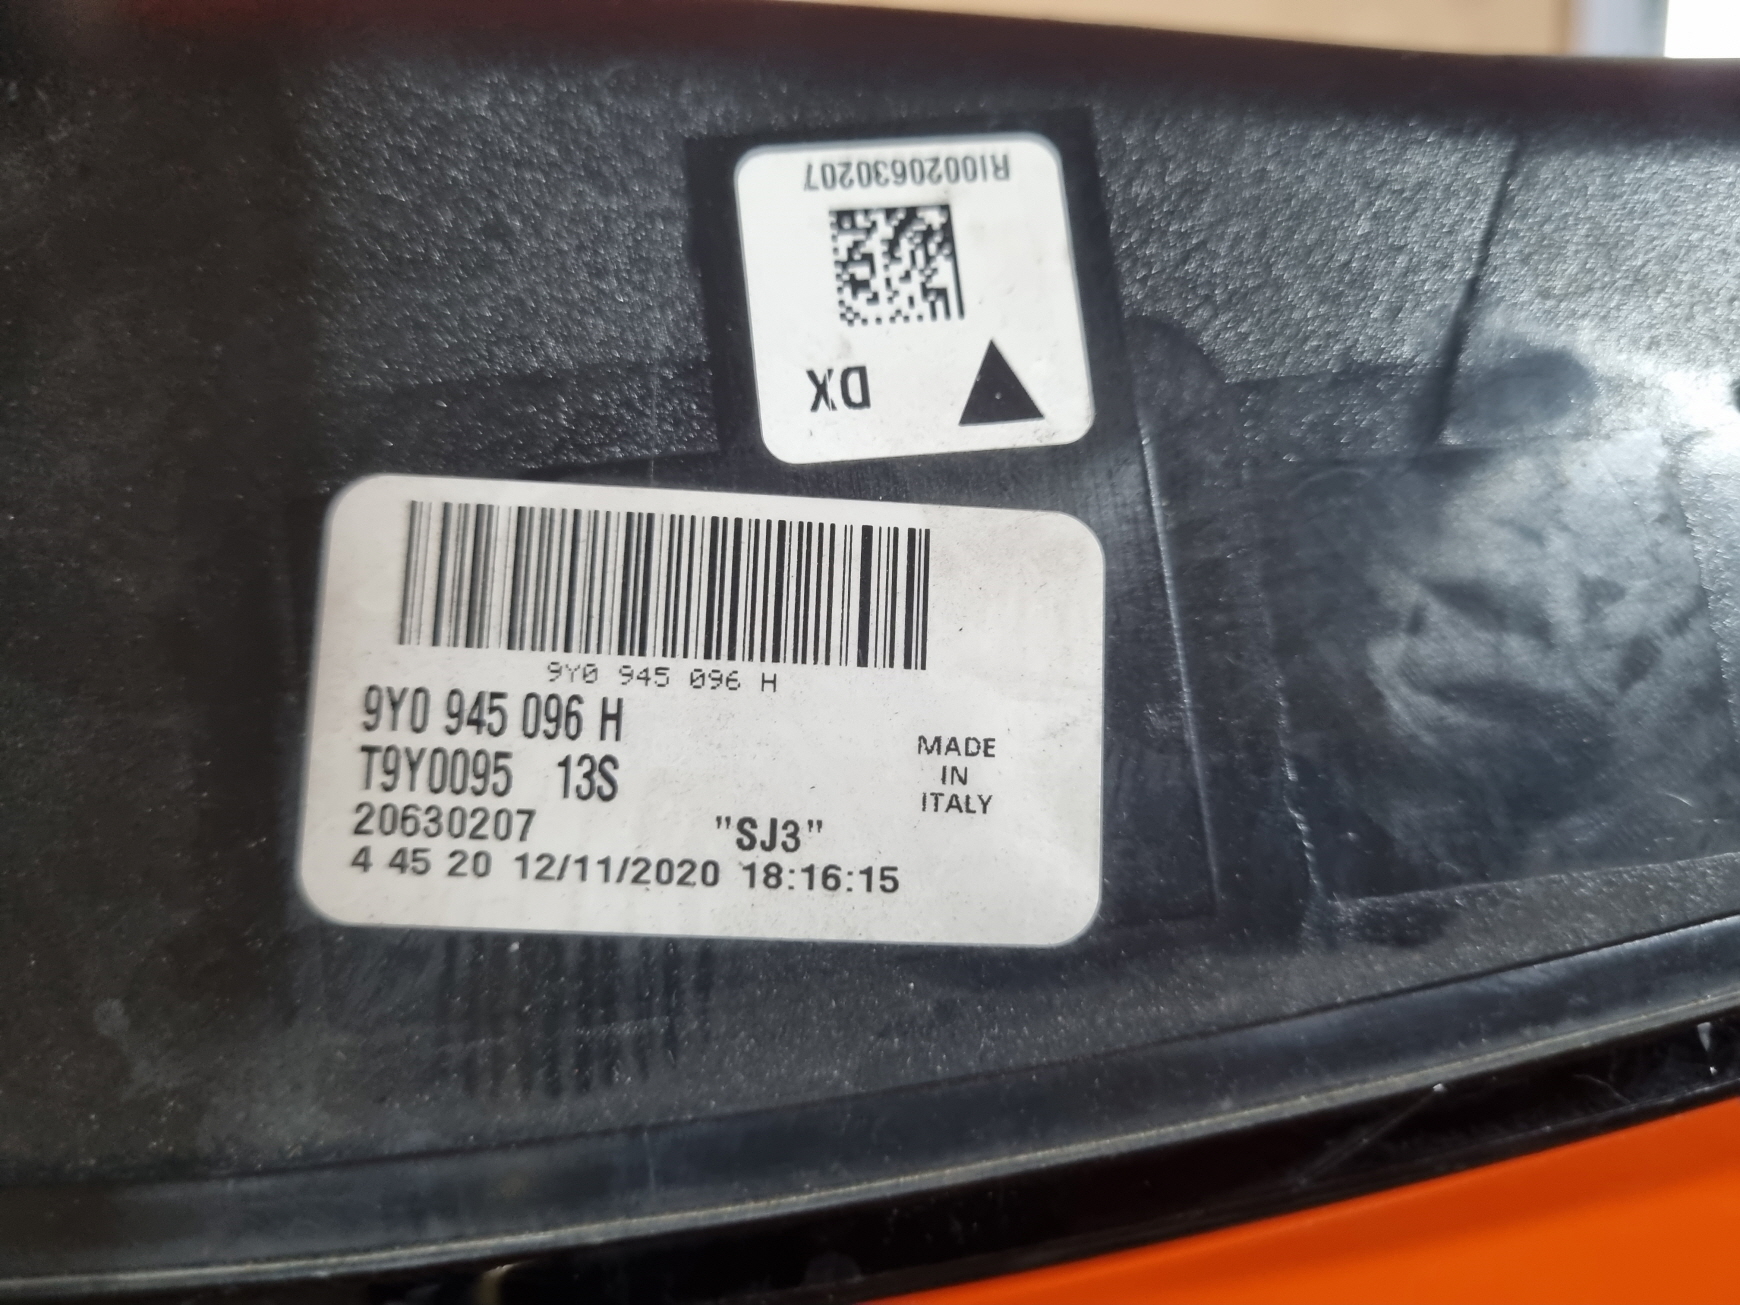 RI0020630207
DX
9Y0 945 096 H
9Y0 945 096 H
T9Y0095 13S
20630207 "SJ3"
4 45 20 12/11/2020 18:16:15
MADE
IN
ITALY